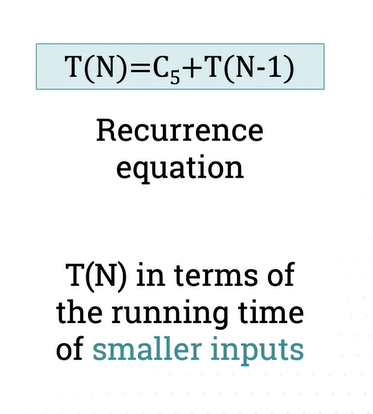 T(N)=C₅+T(N-1)
Recurrence
equation
T(N) in terms of
the running time
of smaller inputs